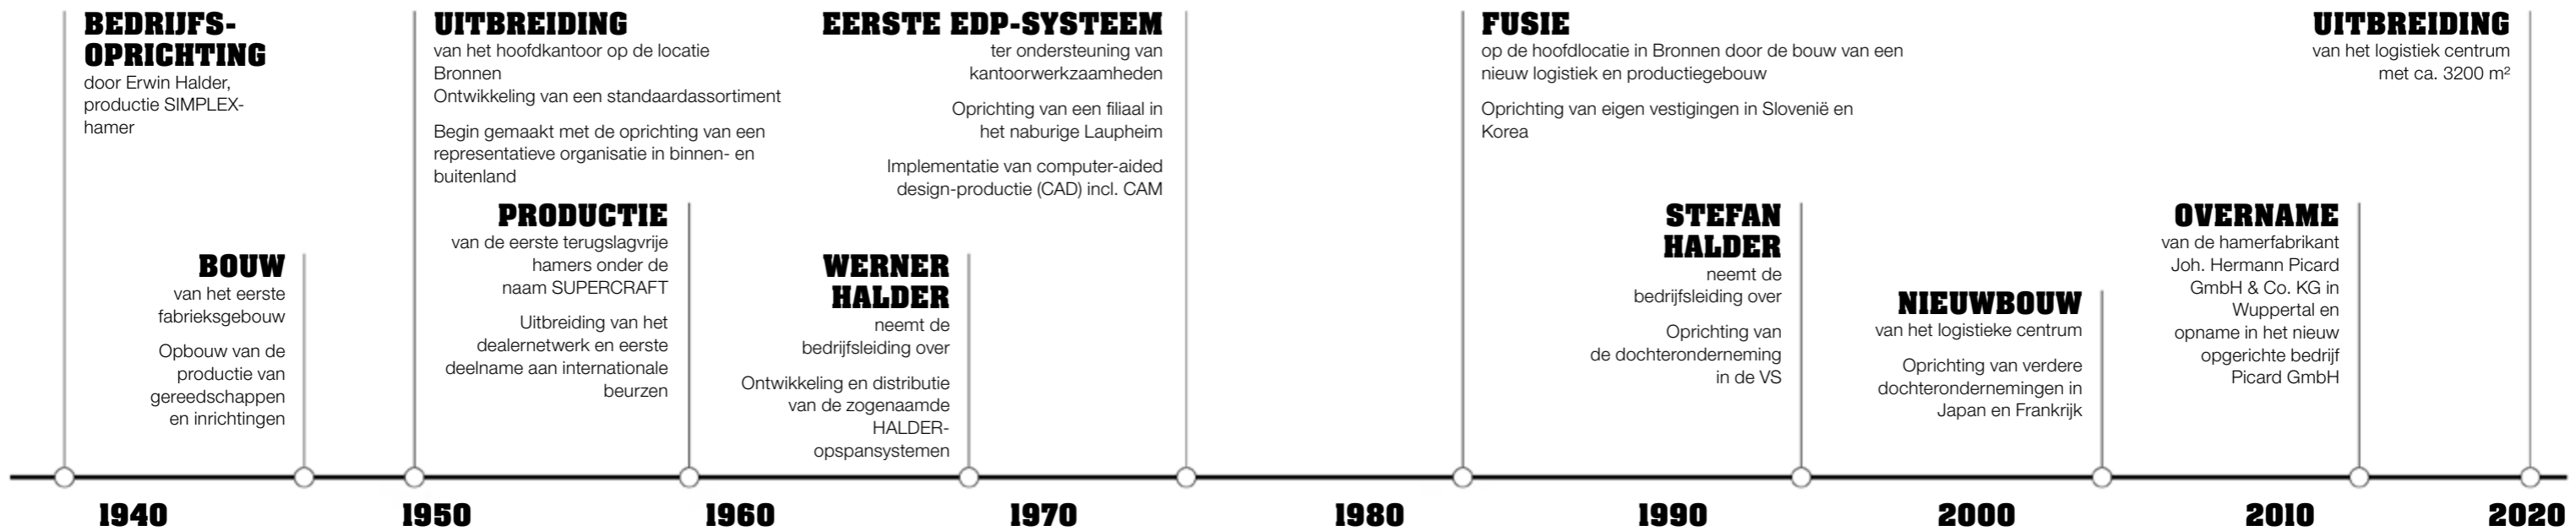 BEDRIJFS-
OPRICHTING
door Erwin Halder,
productie SIMPLEX-
hamer
BOUW
van het eerste
fabrieksgebouw
Opbouw van de
productie van
gereedschappen
en inrichtingen
UITBREIDING
van het hoofdkantoor op de locatie
Bronnen
Ontwikkeling van een standaardassortiment
Begin gemaakt met de oprichting van een
representatieve organisatie in binnen- en
buitenland
PRODUCTIE
van de eerste terugslagvrije
hamers onder de
naam SUPERCRAFT
Uitbreiding van het
dealernetwerk en eerste
deelname aan internationale
beurzen
WERNER
HALDER
neemt de
bedrijfsleiding over
Ontwikkeling en distributie
van de zogenaamde
HALDER-
opspansystemen
EERSTE EDP-SYSTEEM
ter ondersteuning van
kantoorwerkzaamheden
Oprichting van een filiaal in
het naburige Laupheim
Implementatie van computer-aided
design-productie (CAD) incl. CAM
FUSIE
op de hoofdlocatie in Bronnen door de bouw van een
nieuw logistiek en productiegebouw
Oprichting van eigen vestigingen in Slovenië en
Korea
STEFAN
HALDER
neemt de
bedrijfsleiding over
Oprichting van
de dochteronderneming
in de VS
NIEUWBOUW
van het logistieke centrum
Oprichting van verdere
dochterondernemingen in
Japan en Frankrijk
OVERNAME
van de hamerfabrikant
Joh. Hermann Picard
GmbH & Co. KG in
Wuppertal en
opname in het nieuw
opgerichte bedrijf
Picard GmbH
UITBREIDING
van het logistiek centrum
met ca. 3200 m²
1940
1950
1960
1970
1980
1990
2000
2010
2020